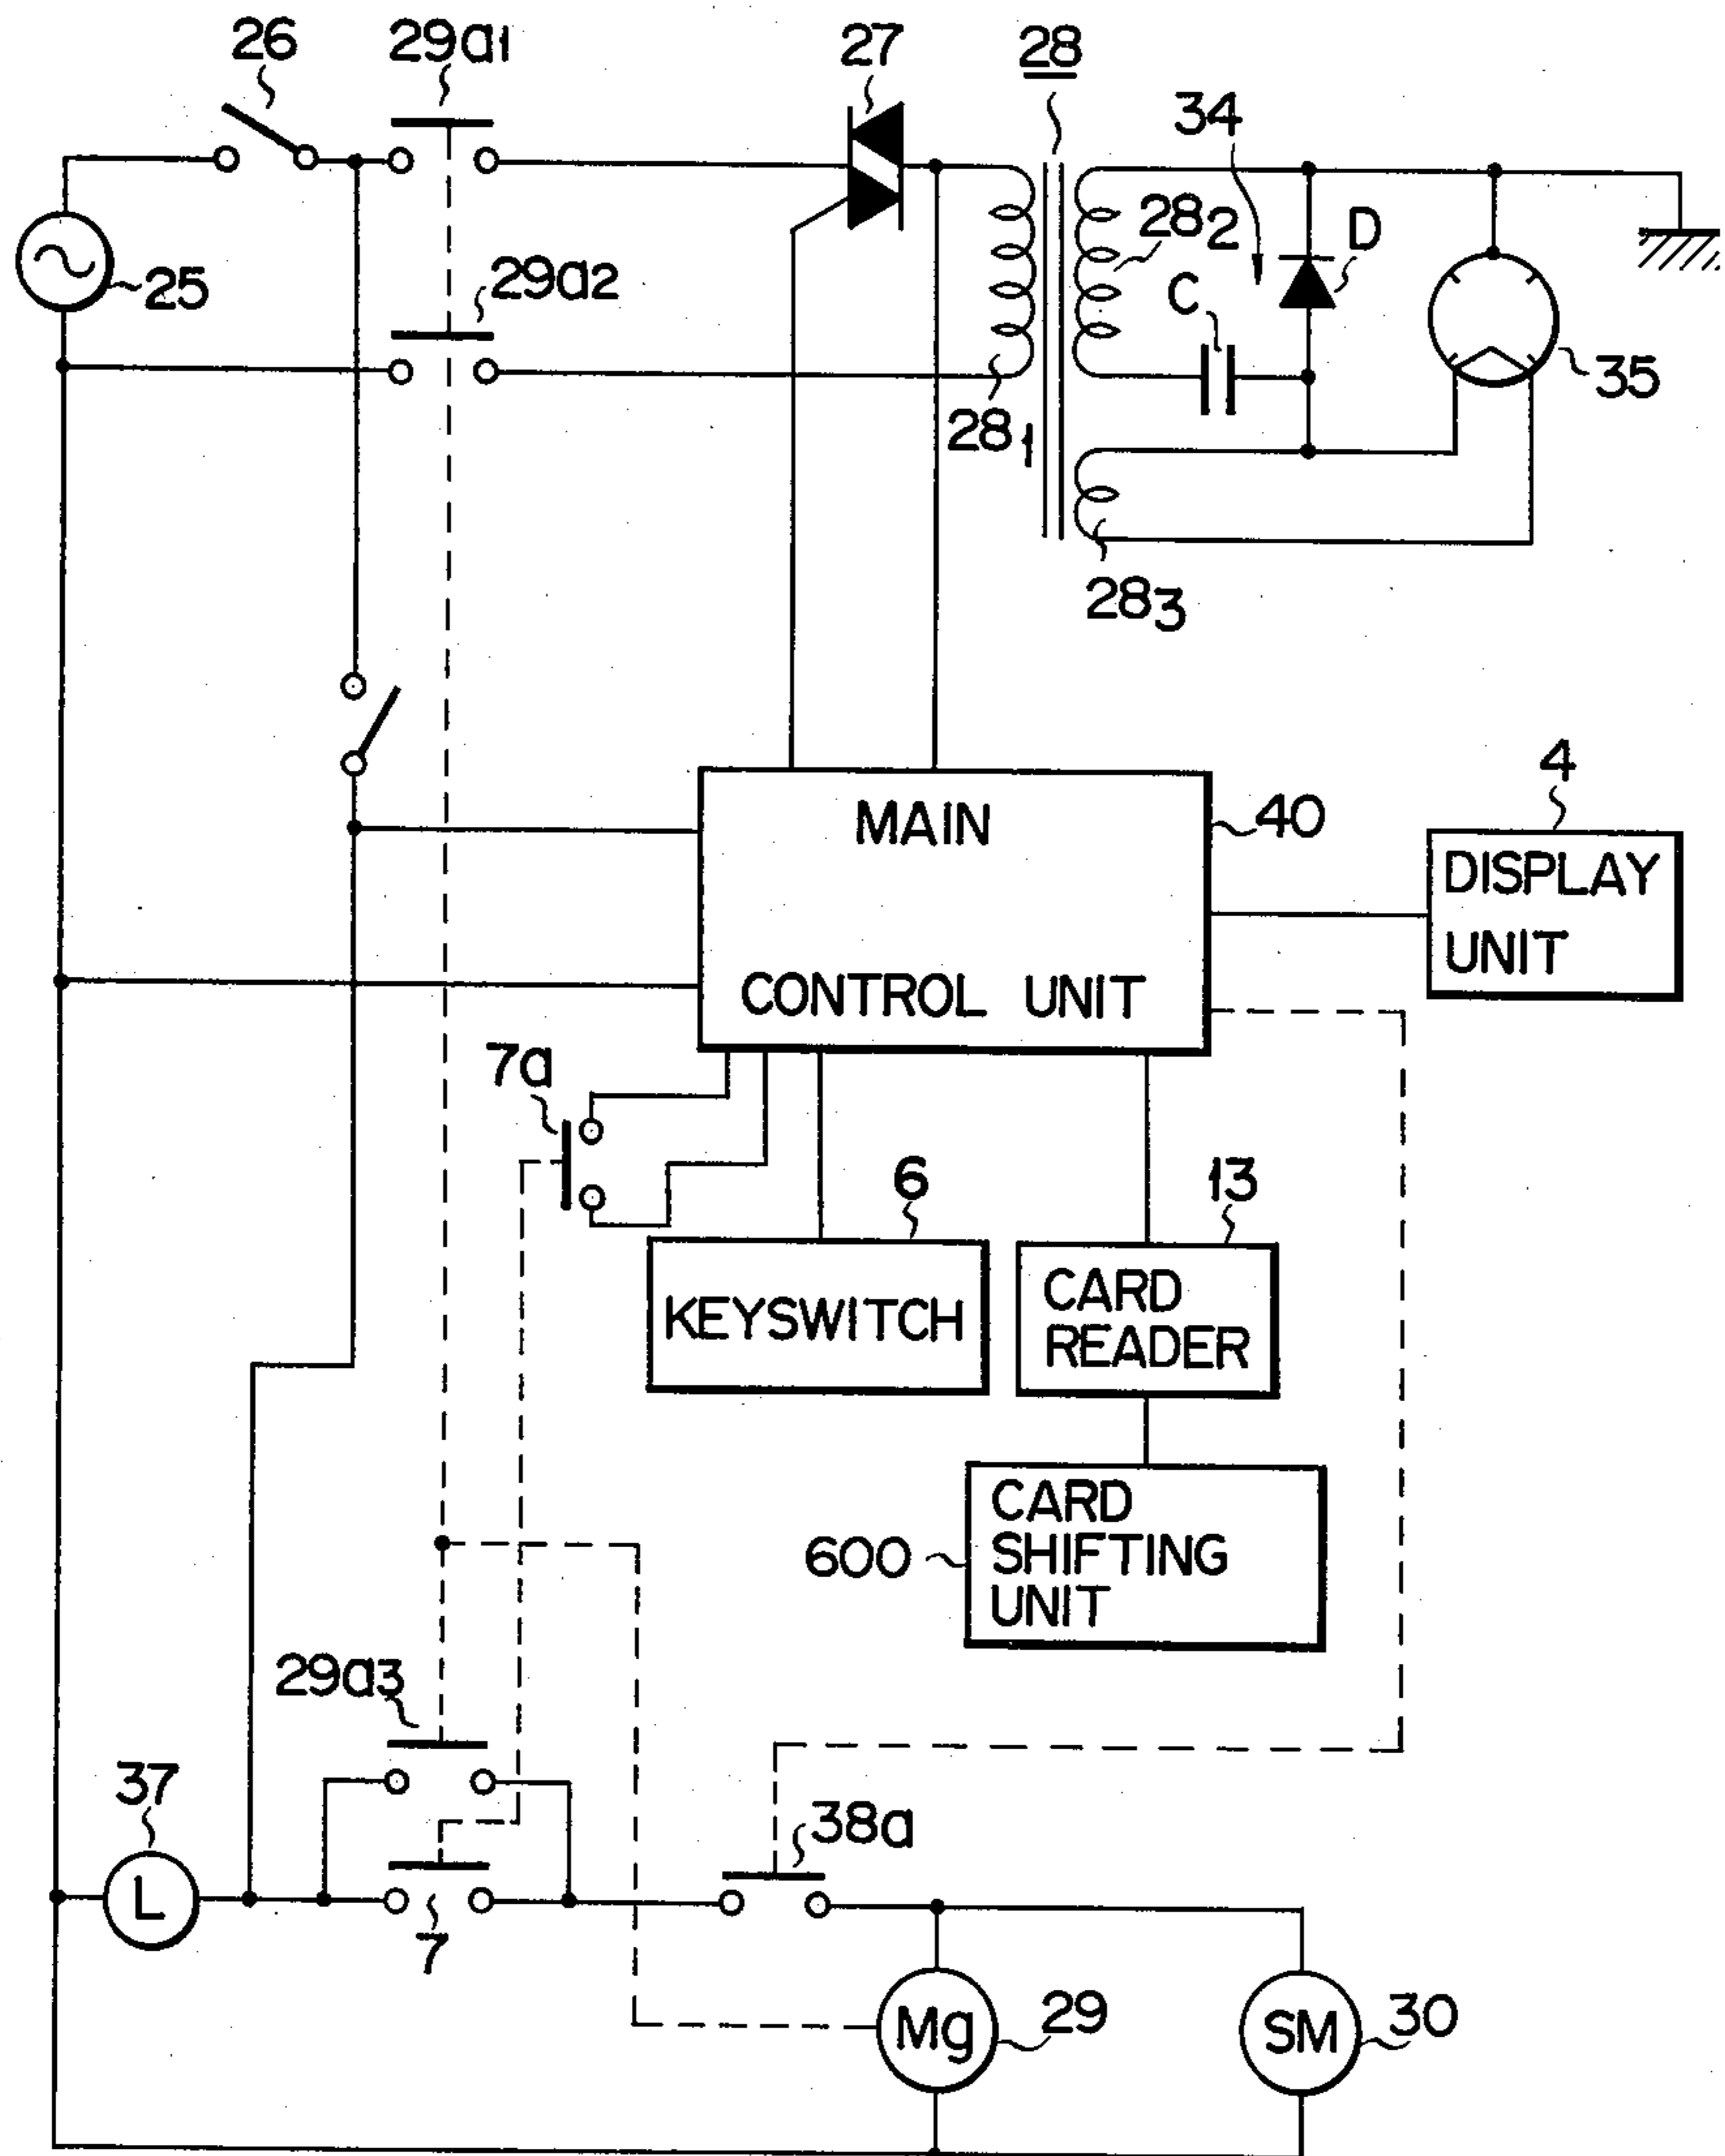 26
29a1
27
28
34
25
29a2
282
D
C
35
281
283
MAIN
CONTROL UNIT
40
4
DISPLAY
UNIT
7a
6
13
KEYSWITCH
CARD
READER
600
CARD
SHIFTING
UNIT
29a3
37
38a
L
7
Mg
29
SM
30